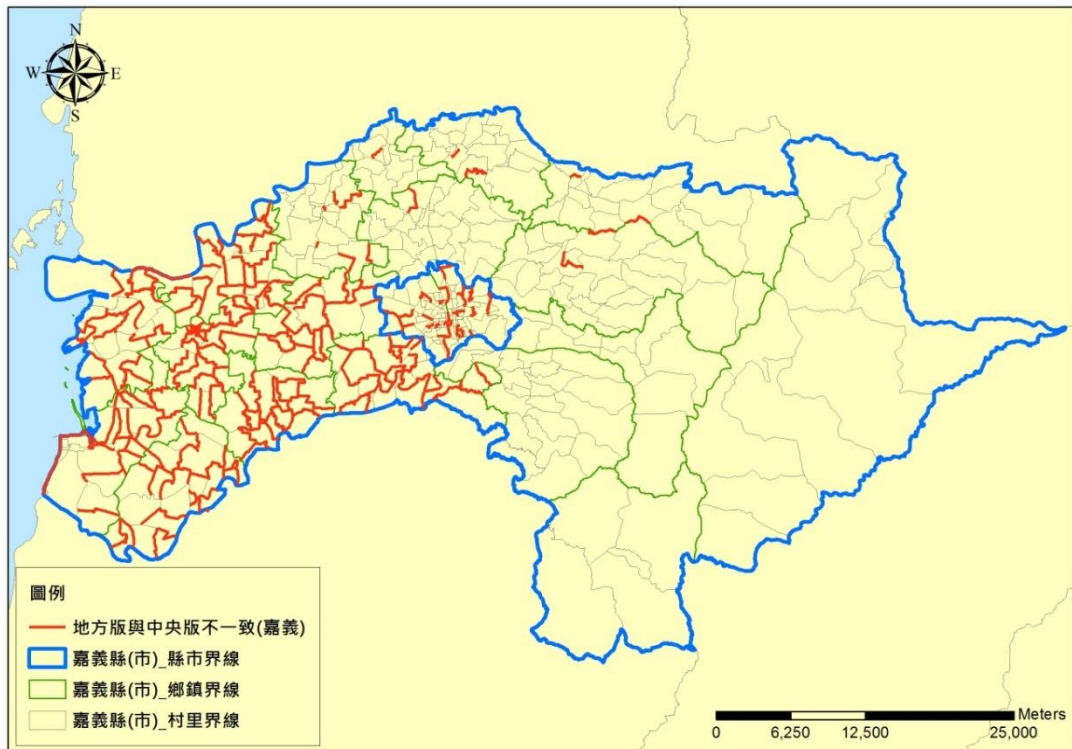 N
W
E
S
圖例
地方版與中央版不一致(嘉義)
嘉義縣(市)_縣市界線
嘉義縣(市)_鄉鎮界線
嘉義縣(市)_村里界線
Meters
0 6,250 12,500 25,000